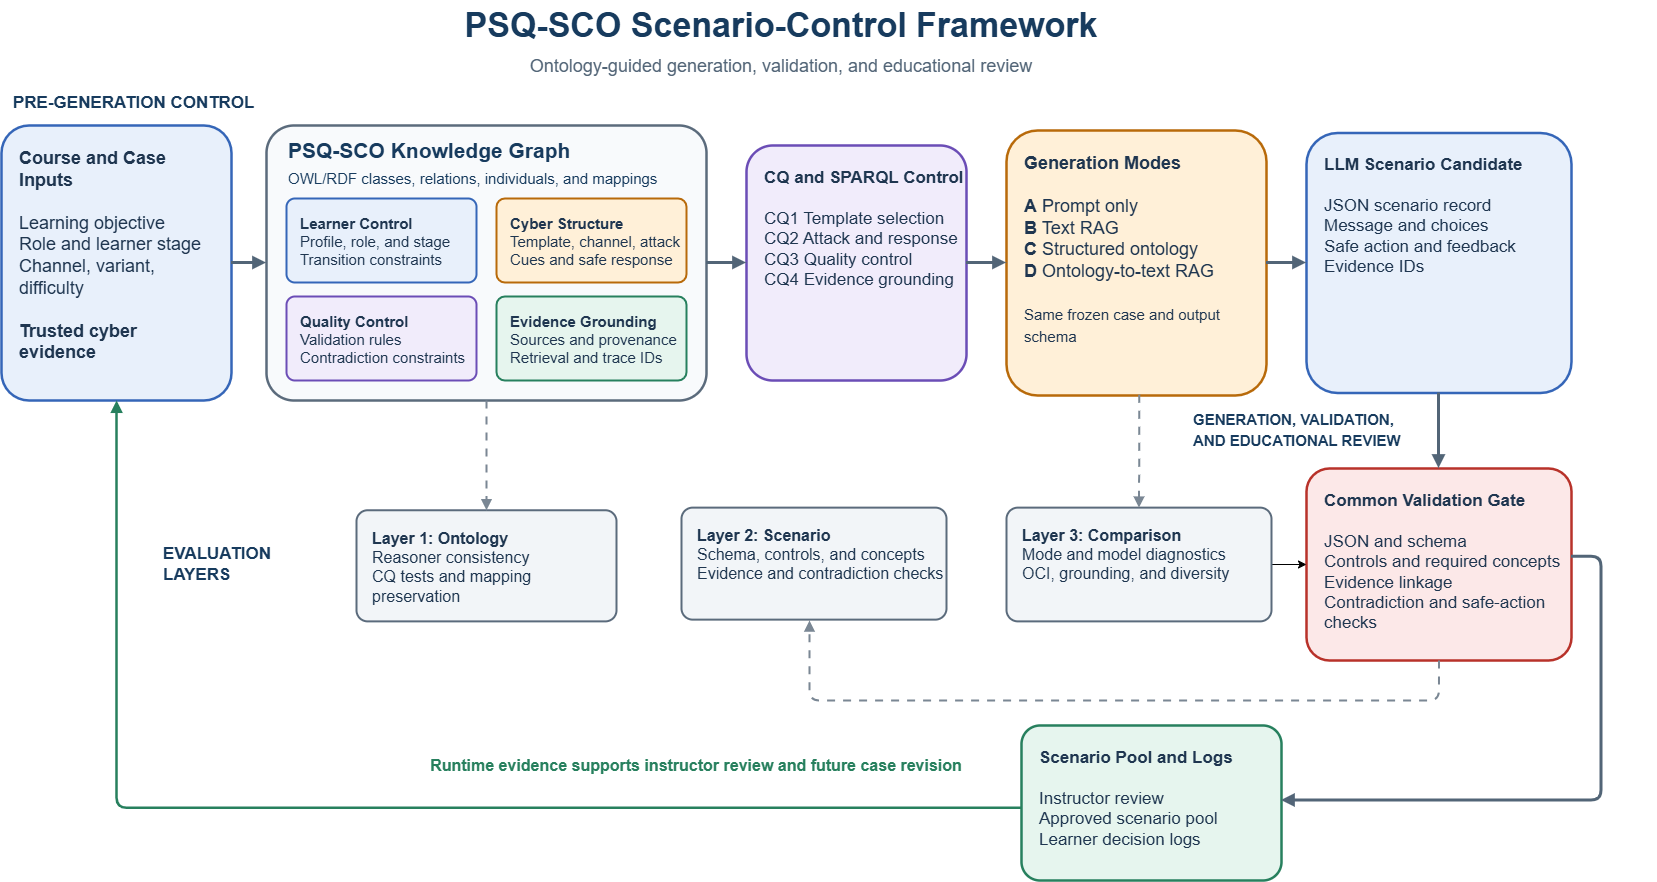 PSQ-SCO Scenario-Control Framework
Ontology-guided generation, validation, and educational review
PRE-GENERATION CONTROL
Course and Case
Inputs
Learning objective
Role and learner stage
Channel, variant,
difficulty
Trusted cyber
evidence
PSQ-SCO Knowledge Graph
OWL/RDF classes, relations, individuals, and mappings
Learner Control
Profile, role, and stage
Transition constraints
Cyber Structure
Template, channel, attack
Cues and safe response
Quality Control
Validation rules
Contradiction constraints
Evidence Grounding
Sources and provenance
Retrieval and trace IDs
CQ and SPARQL Control
CQ1 Template selection
CQ2 Attack and response
CQ3 Quality control
CQ4 Evidence grounding
Generation Modes
A Prompt only
B Text RAG
C Structured ontology
D Ontology-to-text RAG
Same frozen case and output
schema
LLM Scenario Candidate
JSON scenario record
Message and choices
Safe action and feedback
Evidence IDs
GENERATION, VALIDATION,
AND EDUCATIONAL REVIEW
EVALUATION
LAYERS
Layer 1: Ontology
Reasoner consistency
CQ tests and mapping
preservation
Layer 2: Scenario
Schema, controls, and concepts
Evidence and contradiction checks
Layer 3: Comparison
Mode and model diagnostics
OCI, grounding, and diversity
Common Validation Gate
JSON and schema
Controls and required concepts
Evidence linkage
Contradiction and safe-action
checks
Runtime evidence supports instructor review and future case revision
Scenario Pool and Logs
Instructor review
Approved scenario pool
Learner decision logs